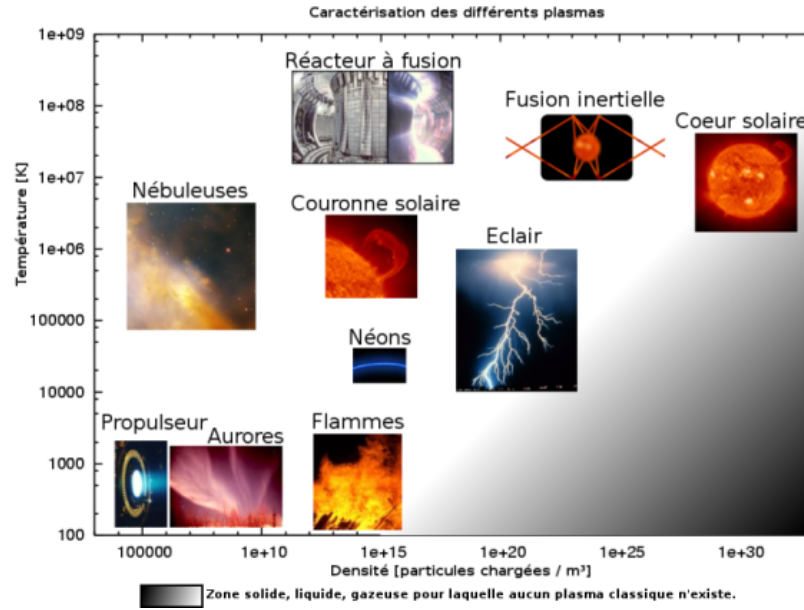 Caractérisation des différents plasmas
1e+09
1e+08
1e+07
1e+06
100000
10000
1000
100
Température [K]
Réacteur à fusion
Fusion inertielle
Coeur solaire
Nébuleuses
Couronne solaire
Eclair
Néons
Propulseur
Aurores
Flammes
100000 1e+10 1e+15 1e+20 1e+25 1e+30
Densité [particules chargées / m³]
Zone solide, liquide, gazeuse pour laquelle aucun plasma classique n'existe.